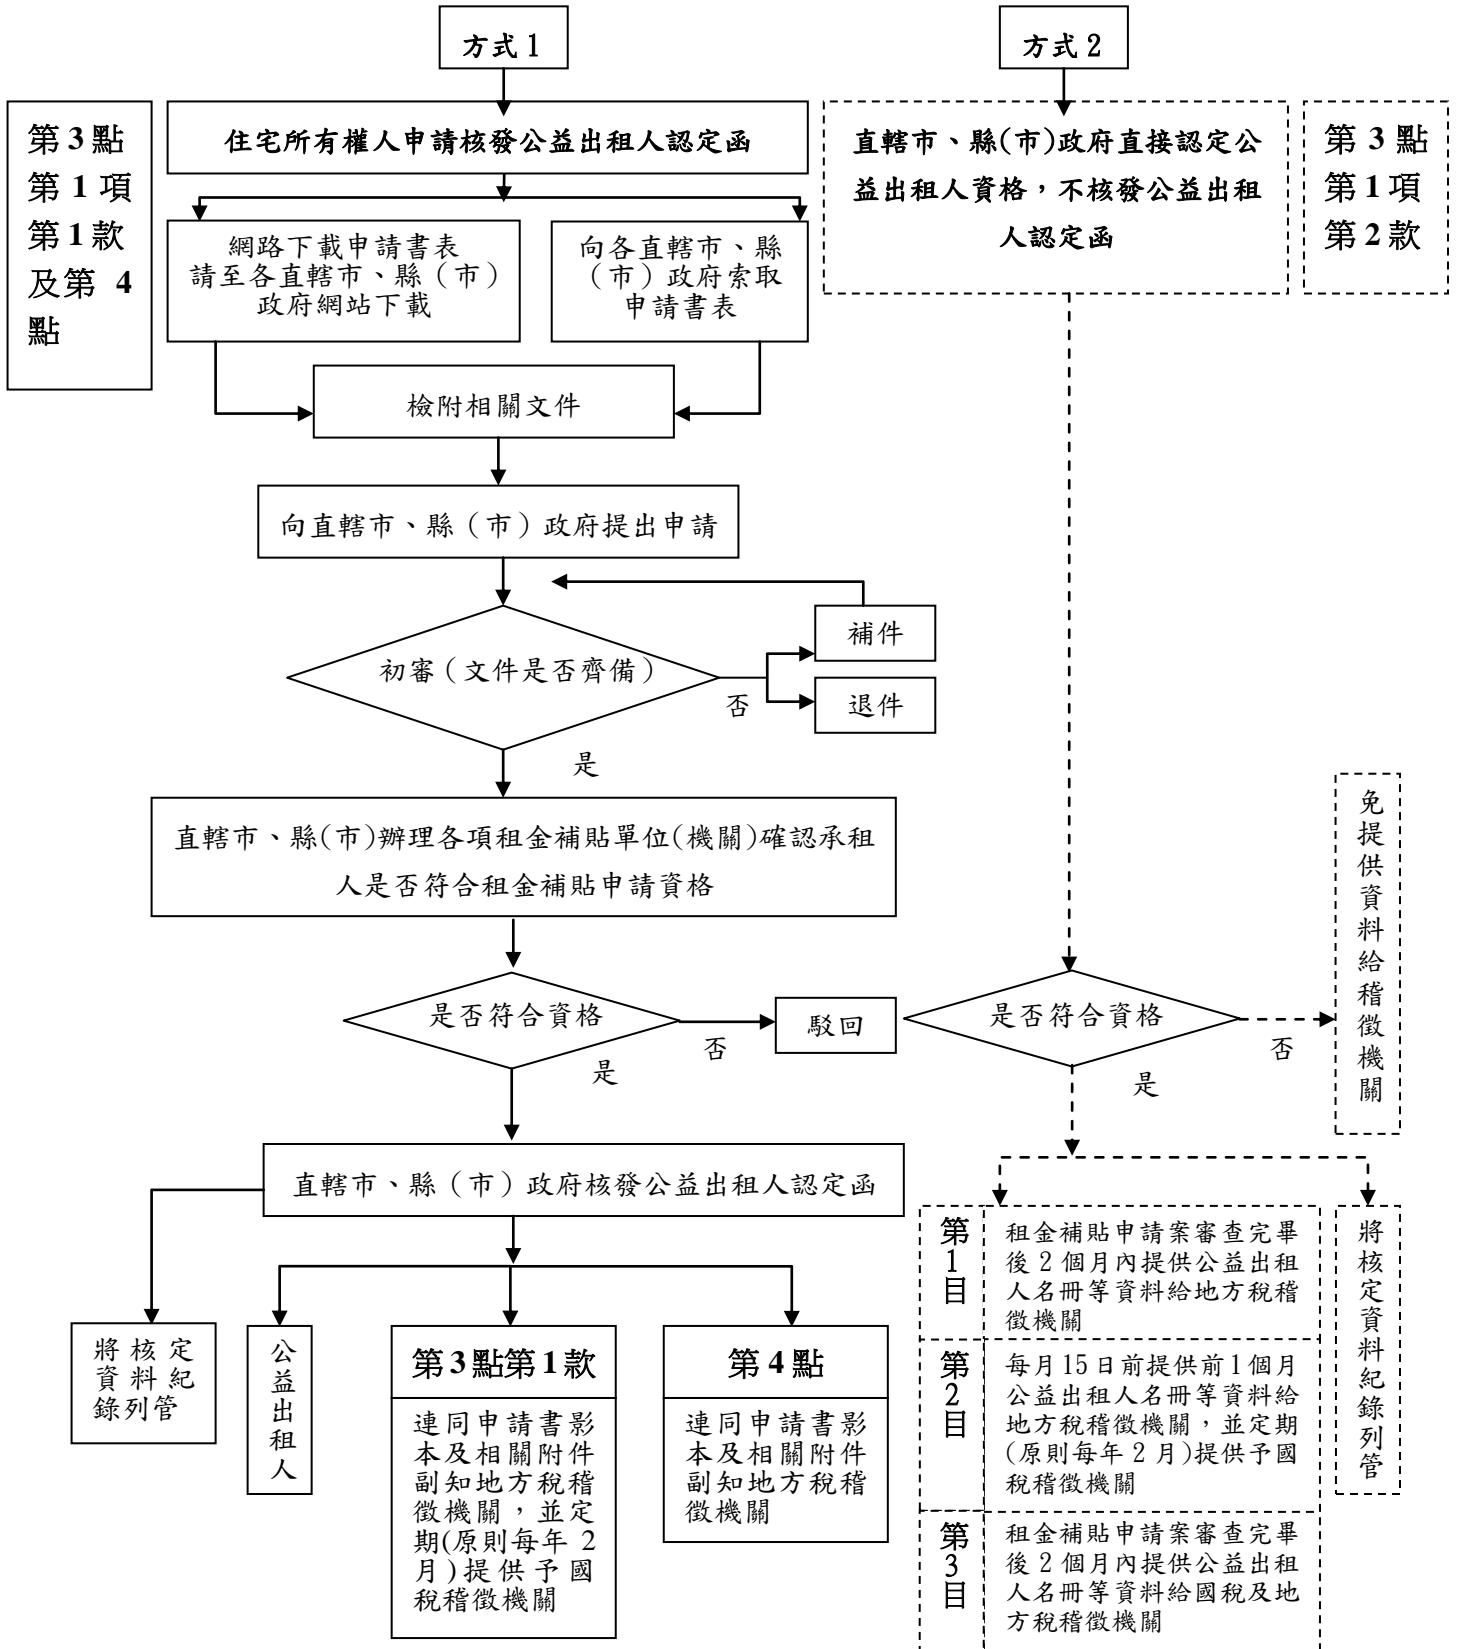 方式1
方式2
第3點
第1項
第1款
及第 4
點
住宅所有權人申請核發公益出租人認定函
直轄市、縣(市)政府直接認定公
益出租人資格，不核發公益出租
人認定函
第3點
第1項
第2款
網路下載申請書表
請至各直轄市、縣（市）
政府網站下載
向各直轄市、縣
（市）政府索取
申請書表
檢附相關文件
向直轄市、縣（市）政府提出申請
補件
初審（文件是否齊備）
否
退件
是
直轄市、縣(市)辦理各項租金補貼單位(機關)確認承租
人是否符合租金補貼申請資格
免提供資料給稽徵機關
是否符合資格
否
駁回
是
是否符合資格
否
是
直轄市、縣（市）政府核發公益出租人認定函
將核定
資料紀
錄列管
公益出租人
第3點第1款
連同申請書影
本及相關附件
副知地方稅稽
徵機關，並定
期(原則每年 2
月)提供予國
稅稽徵機關
第4點
連同申請書影
本及相關附件
副知地方稅稽
徵機關
第1目
租金補貼申請案審查完畢
後 2 個月內提供公益出租
人名冊等資料給地方稅稽
徵機關
第2目
每月15日前提供前1個月
公益出租人名冊等資料給
地方稅稽徵機關，並定期
(原則每年 2 月)提供予國
稅稽徵機關
第3目
租金補貼申請案審查完畢
後 2 個月內提供公益出租
人名冊等資料給國稅及地
方稅稽徵機關
將核定資料紀錄列管